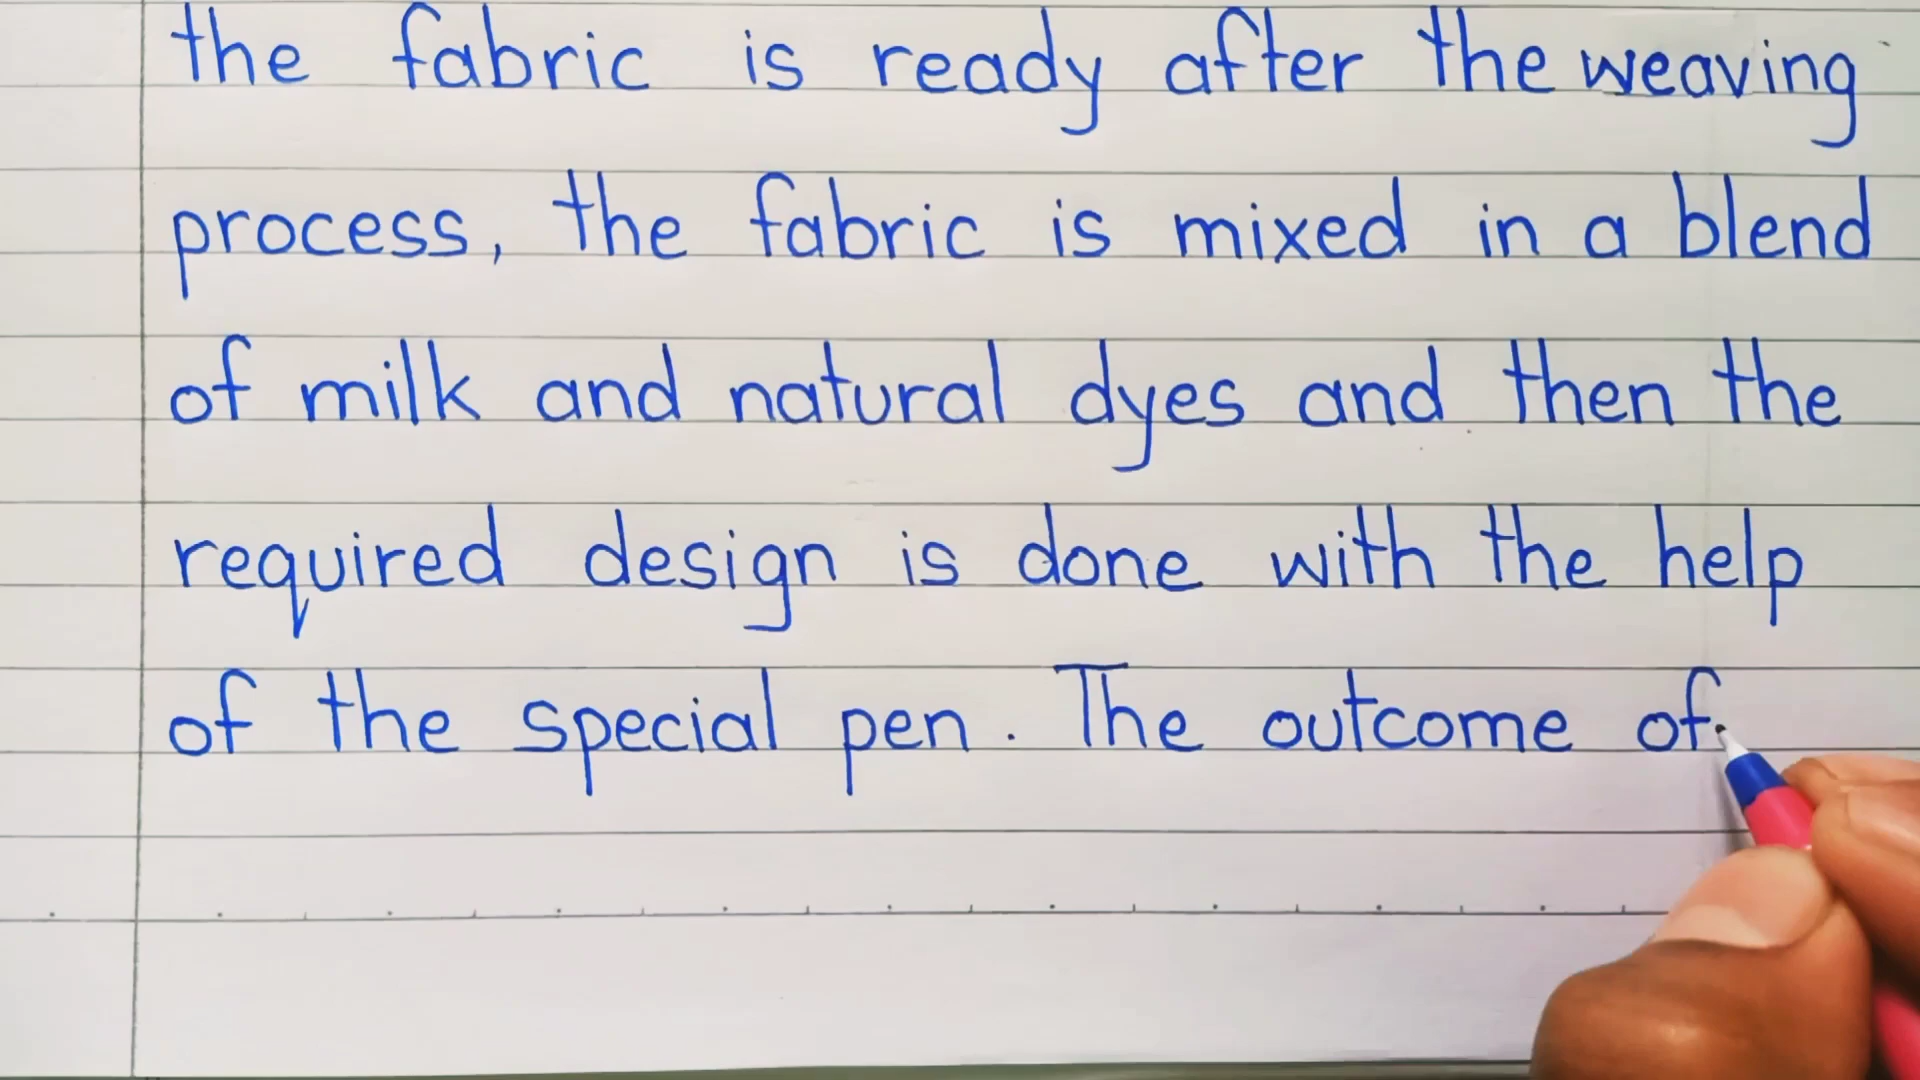 the fabric is ready after the weaving
process, the fabric is mixed in a blend
of milk and natural dyes and then the
required design is done with the help
of the special pen. The outcome of